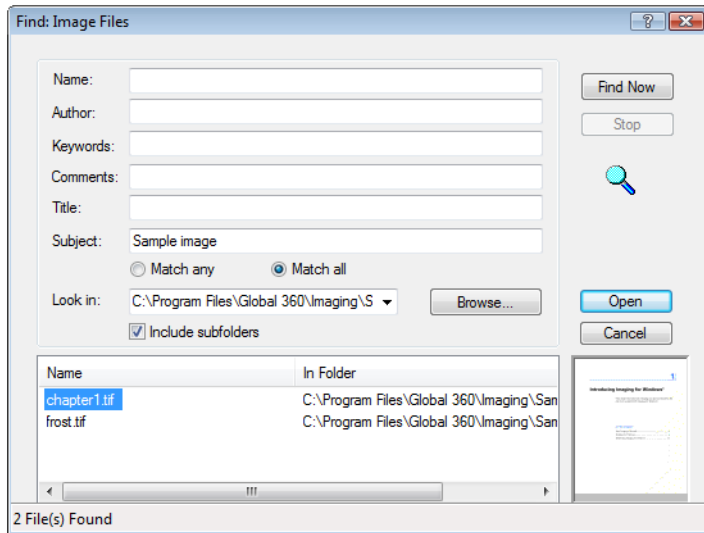 Find: Image Files
Name:
Find Now
Author:
Stop
Keywords:
Comments:
Title:
Subject: Sample image
Match any Match all
Look in: C:\Program Files\Global 360\Imaging\S Browse... Open
Include subfolders Cancel
Name In Folder
chapter1.tif C:\Program Files\Global 360\Imaging\San
frost.tif C:\Program Files\Global 360\Imaging\San
1
Introducing Imaging for Windows
2 File(s) Found